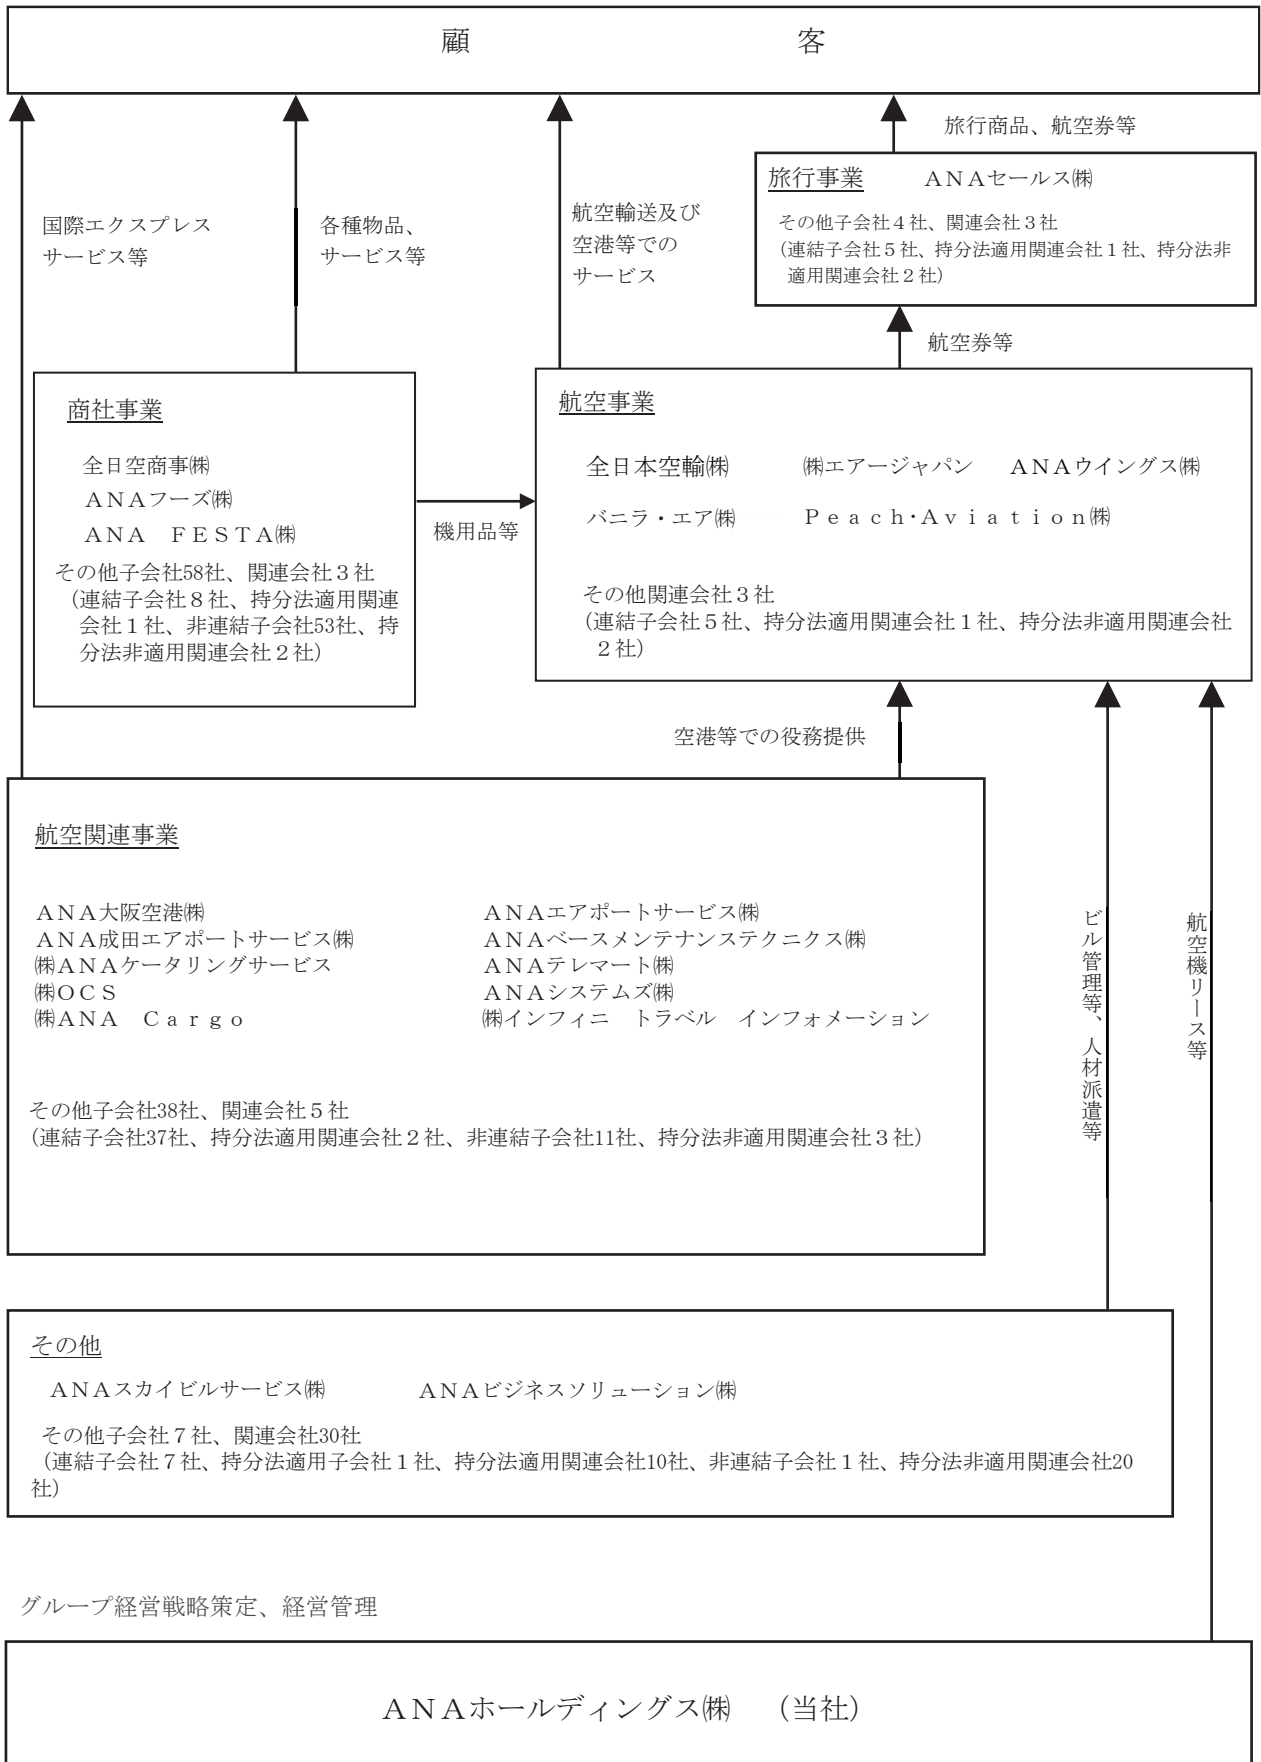 顧　　　　　客
旅行商品、航空券等
旅行事業　ＡＮＡセールス㈱
その他子会社４社、関連会社３社
（連結子会社５社、持分法適用関連会社１社、持分法非
適用関連会社２社）
国際エクスプレス
サービス等
各種物品、
サービス等
航空輸送及び
空港等での
サービス
航空券等
商社事業
全日空商事㈱
ＡＮＡフーズ㈱
ＡＮＡ　ＦＥＳＴＡ㈱
その他子会社58社、関連会社３社
（連結子会社８社、持分法適用関連
会社１社、非連結子会社53社、持
分法非適用関連会社２社）
機用品等
航空事業
全日本空輸㈱　㈱エアージャパン　ＡＮＡウイングス㈱
バニラ・エア㈱　Ｐｅａｃｈ・Ａｖｉａｔｉｏｎ㈱
その他関連会社３社
（連結子会社５社、持分法適用関連会社１社、持分法非適用関連会社
２社）
空港等での役務提供
航空関連事業
ＡＮＡ大阪空港㈱　ＡＮＡエアポートサービス㈱
ＡＮＡ成田エアポートサービス㈱　ＡＮＡベースメンテナンステクニクス㈱
㈱ＡＮＡケータリングサービス　ＡＮＡテレマート㈱
㈱ＯＣＳ　ＡＮＡシステムズ㈱
㈱ＡＮＡ　Ｃａｒｇｏ　㈱インフィニ　トラベル　インフォメーション
その他子会社38社、関連会社５社
（連結子会社37社、持分法適用関連会社２社、非連結子会社11社、持分法非適用関連会社３社）
ビル管理等、人材派遣等
航空機リース等
その他
ＡＮＡスカイビルサービス㈱　ＡＮＡビジネスソリューション㈱
その他子会社７社、関連会社30社
（連結子会社７社、持分法適用子会社１社、持分法適用関連会社10社、非連結子会社１社、持分法非適用関連会社20
社）
グループ経営戦略策定、経営管理
ＡＮＡホールディングス㈱　（当社）